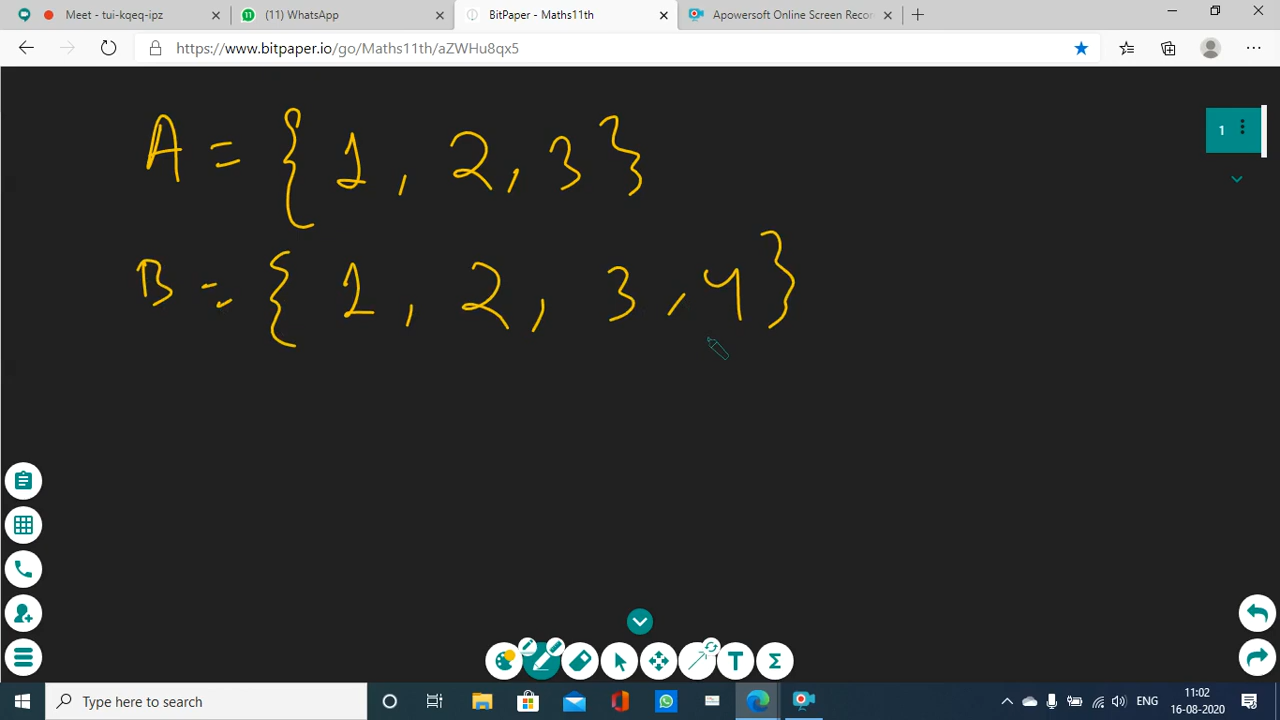 Meet - tui-kqeq-ipz
(11) WhatsApp
BitPaper - Maths11th
Apowersoft Online Screen Recor
https://www.bitpaper.io/go/Maths11th/aZWHu8qx5
1
A = { 1 , 2 , 3 }
B = { 1 , 2 , 3 , 4 }
T Σ
Type here to search
ENG
11:02
16-08-2020